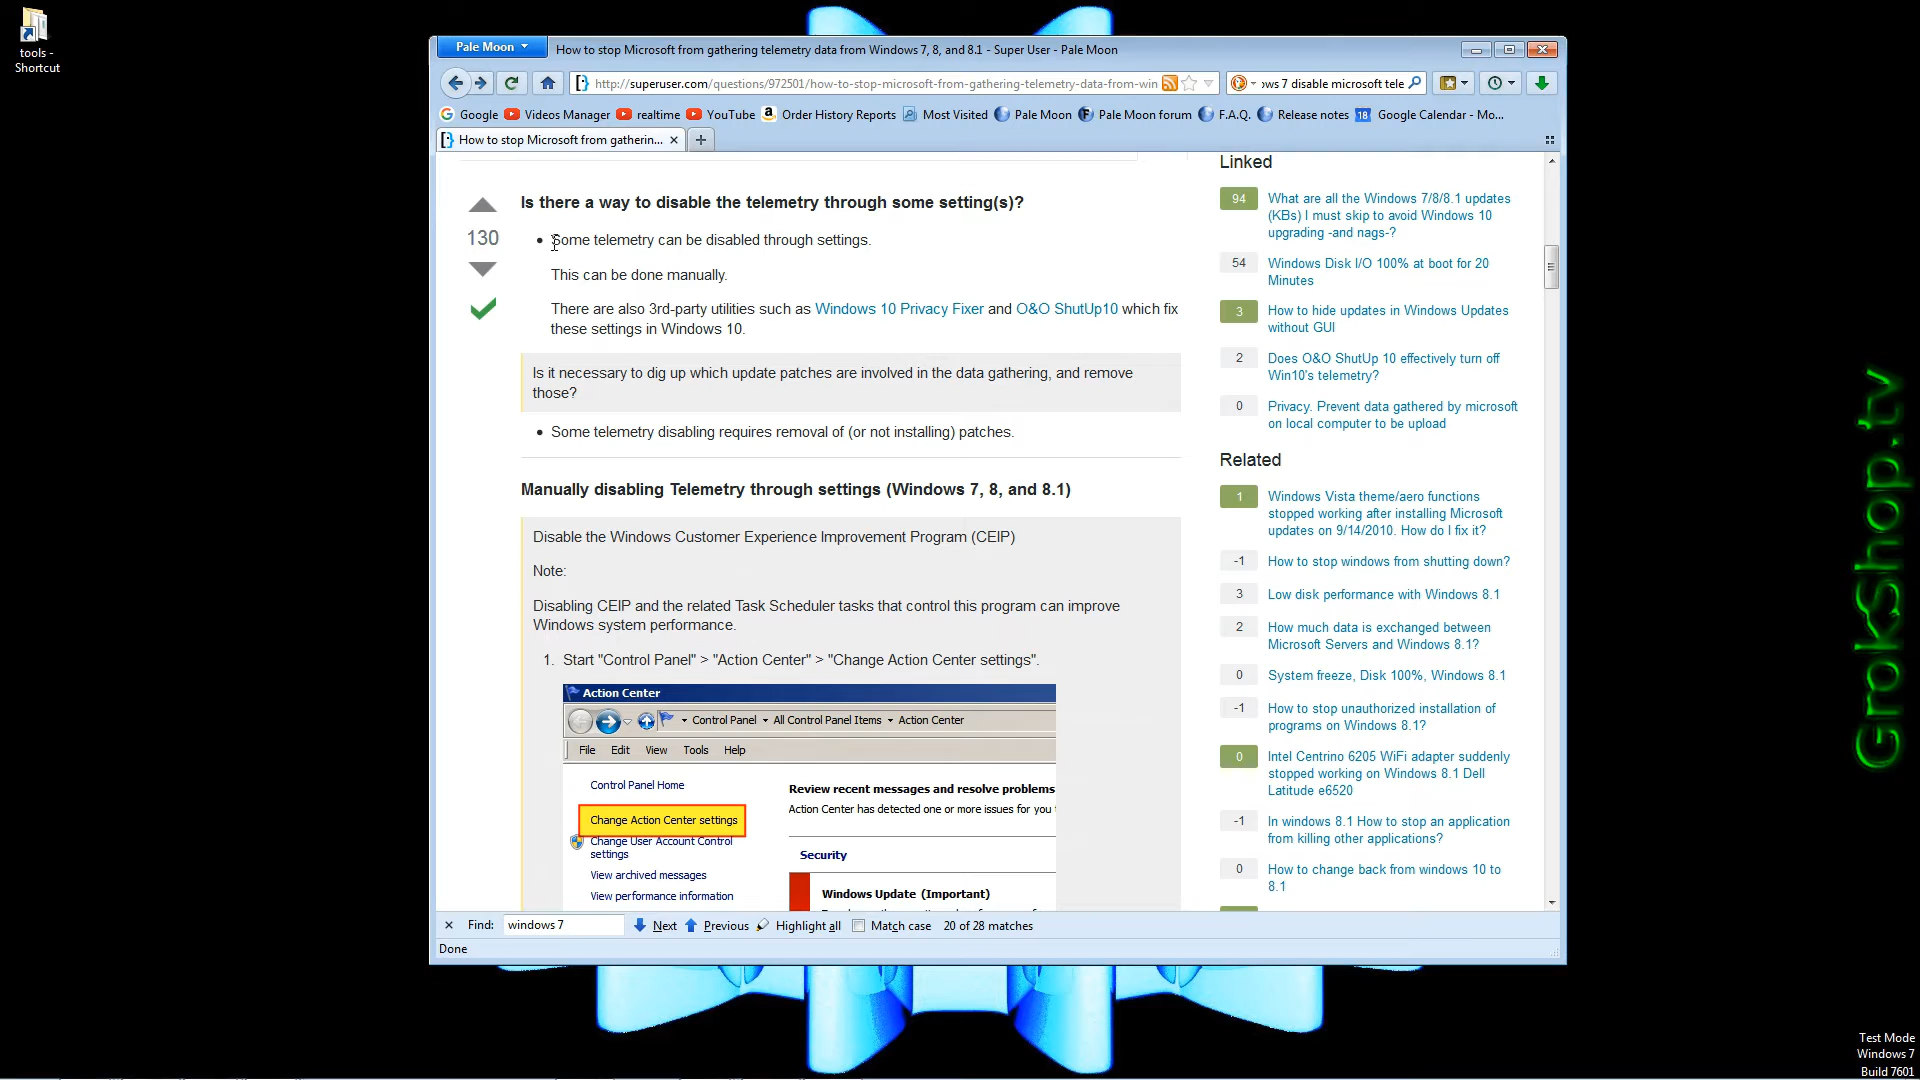 tools -
Shortcut
Pale Moon
How to stop Microsoft from gathering telemetry data from Windows 7, 8, and 8.1 - Super User - Pale Moon
http://superuser.com/questions/972501/how-to-stop-microsoft-from-gathering-telemetry-data-from-win
ws 7 disable microsoft tele
Google
Videos Manager
realtime
YouTube
Order History Reports
Most Visited
Pale Moon
Pale Moon forum
F.A.Q.
Release notes
18 Google Calendar - Mo...
How to stop Microsoft from gatherin...
Is there a way to disable the telemetry through some setting(s)?
130
Some telemetry can be disabled through settings.
This can be done manually.
There are also 3rd-party utilities such as Windows 10 Privacy Fixer and O&O ShutUp10 which fix
these settings in Windows 10.
Is it necessary to dig up which update patches are involved in the data gathering, and remove
those?
• Some telemetry disabling requires removal of (or not installing) patches.
Manually disabling Telemetry through settings (Windows 7, 8, and 8.1)
Disable the Windows Customer Experience Improvement Program (CEIP)
Note:
Disabling CEIP and the related Task Scheduler tasks that control this program can improve
Windows system performance.
1. Start "Control Panel" > "Action Center" > "Change Action Center settings".
Action Center
Control Panel
All Control Panel Items
Action Center
File Edit View Tools Help
Control Panel Home
Change Action Center settings
Change User Account Control
settings
View archived messages
View performance information
Review recent messages and resolve problems
Action Center has detected one or more issues for you
Security
Windows Update (Important)
Linked
94 What are all the Windows 7/8/8.1 updates
(KBs) I must skip to avoid Windows 10
upgrading -and nags-?
54 Windows Disk I/O 100% at boot for 20
Minutes
3 How to hide updates in Windows Updates
without GUI
2 Does O&O ShutUp 10 effectively turn off
Win10's telemetry?
0 Privacy. Prevent data gathered by microsoft
on local computer to be upload
Related
1 Windows Vista theme/aero functions
stopped working after installing Microsoft
updates on 9/14/2010. How do I fix it?
-1 How to stop windows from shutting down?
3 Low disk performance with Windows 8.1
2 How much data is exchanged between
Microsoft Servers and Windows 8.1?
0 System freeze, Disk 100%, Windows 8.1
-1 How to stop unauthorized installation of
programs on Windows 8.1?
0 Intel Centrino 6205 WiFi adapter suddenly
stopped working on Windows 8.1 Dell
Latitude e6520
-1 In windows 8.1 How to stop an application
from killing other applications?
0 How to change back from windows 10 to
8.1
Find: windows 7 Next Previous Highlight all Match case 20 of 28 matches
Done
GrokShop.tv
Test Mode
Windows 7
Build 7601